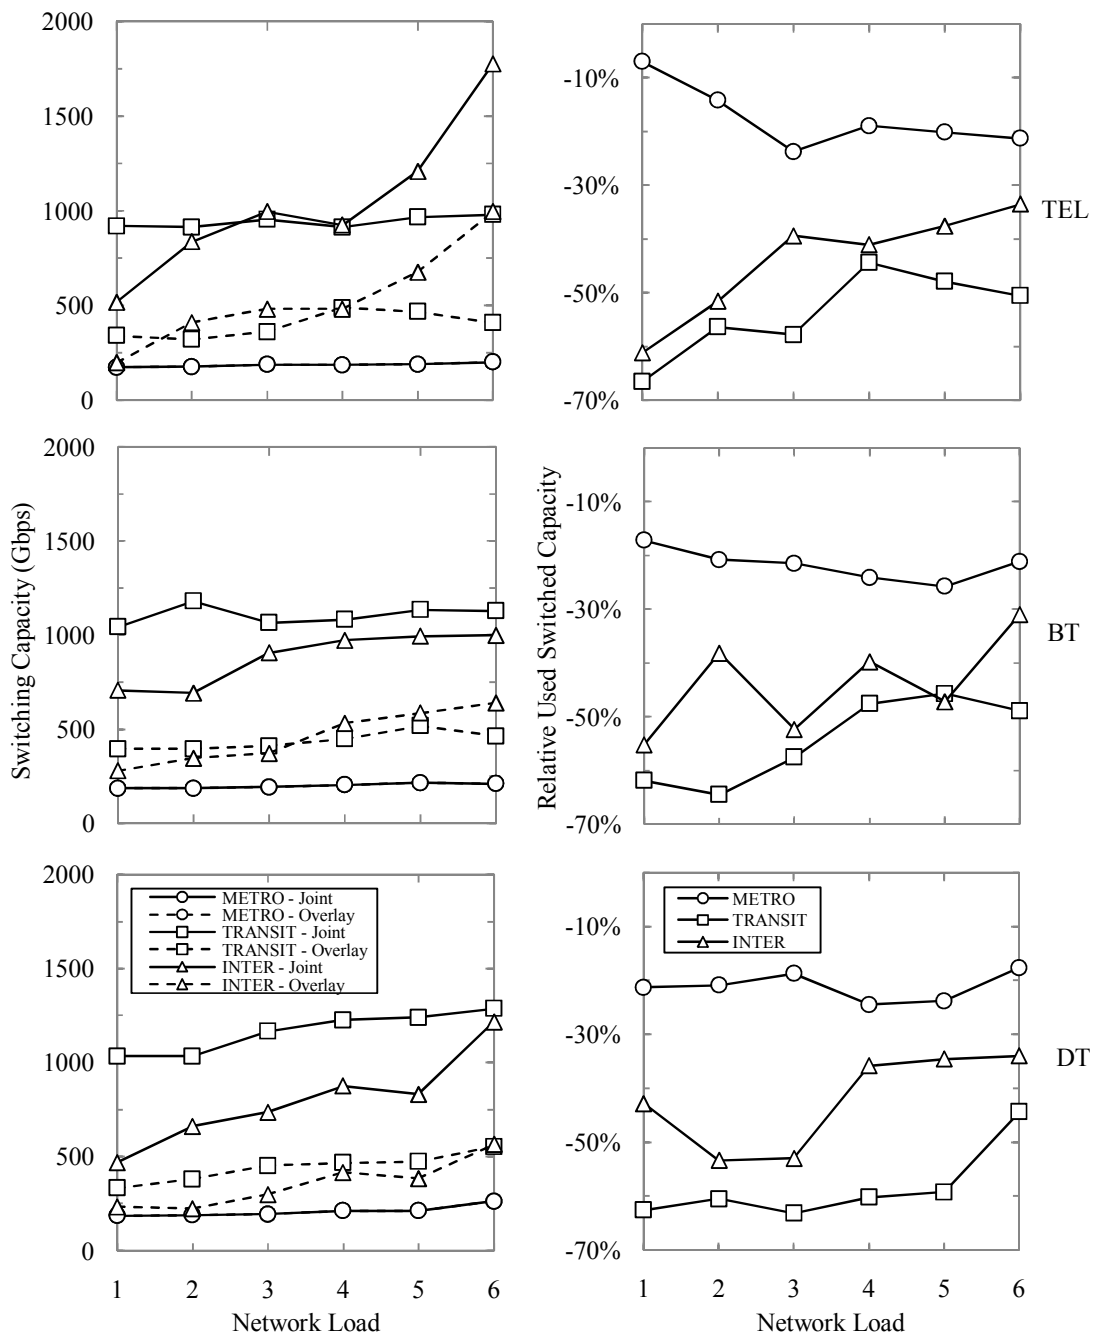 2000
1500
1000
500
0
-10%
-30%
-50%
-70%
TEL
2000
1500
1000
500
0
Switching Capacity (Gbps)
-10%
-30%
-50%
-70%
Relative Used Switched Capacity
BT
2000
1500
1000
500
0
METRO - Joint
METRO - Overlay
TRANSIT - Joint
TRANSIT - Overlay
INTER - Joint
INTER - Overlay
1 2 3 4 5 6
Network Load
-10%
-30%
-50%
-70%
METRO
TRANSIT
INTER
DT
1 2 3 4 5 6
Network Load